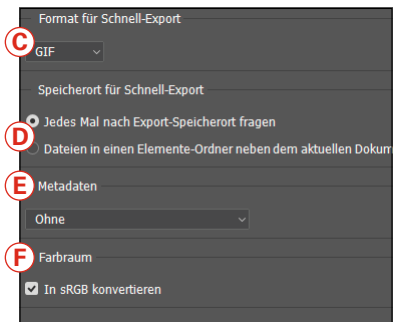 Format für Schnell-Export
C
GIF
Speicherort für Schnell-Export
Jedes Mal nach Export-Speicherort fragen
D
Dateien in einen Elemente-Ordner neben dem aktuellen Dokum
E Metadaten
Ohne
F Farbraum
In sRGB konvertieren